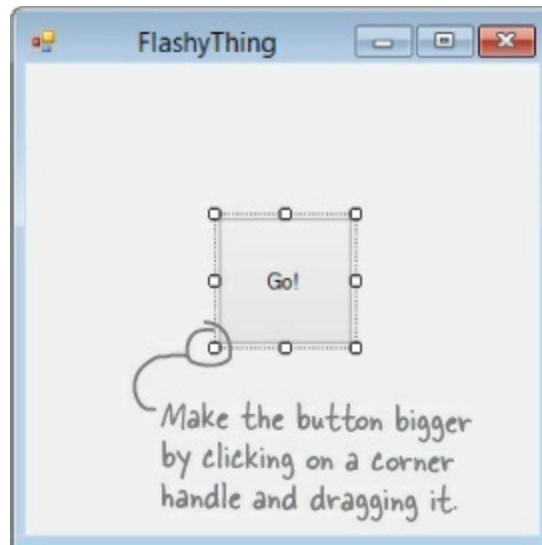 FlashyThing
Go!
Make the button bigger
by clicking on a corner
handle and dragging it.